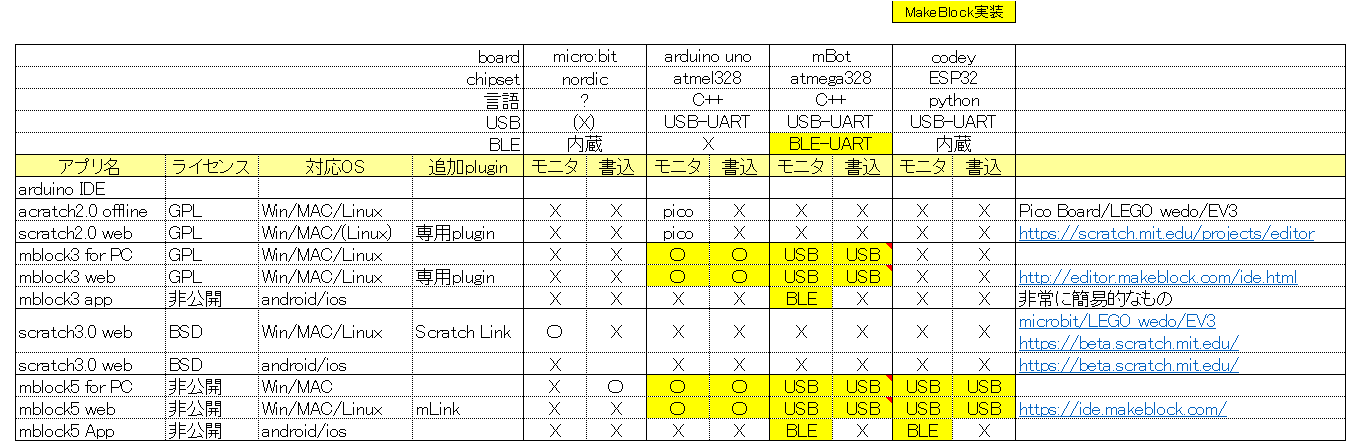 MakeBlock実装
board micro:bit arduino uno mBot codey
chipset nordic atmel328 atmega328 ESP32
言語 ? C++ C++ python
USB (X) USB-UART USB-UART USB-UART
BLE 内蔵 X BLE-UART 内蔵
アプリ名 ライセンス 対応OS 追加plugin モニタ 書込 モニタ 書込 モニタ 書込 モニタ 書込
arduino IDE
acratch2.0 offline GPL Win/MAC/Linux X X pico X X X X X Pico Board/LEGO wedo/EV3
scratch2.0 web GPL Win/MAC/(Linux) 専用plugin X X pico X X X X X https://scratch.mit.edu/projects/editor
mblock3 for PC GPL Win/MAC/Linux X X O O USB USB X X
mblock3 web GPL Win/MAC/Linux 専用plugin X X O O USB USB X X http://editor.makeblock.com/ide.html
mblock3 app 非公開 android/ios X X X X BLE X X X 非常に簡易的なもの
scratch3.0 web BSD Win/MAC/Linux Scratch Link O X X X X X X X microbit/LEGO wedo/EV3
https://beta.scratch.mit.edu/
scratch3.0 web BSD android/ios X X X X X X X https://beta.scratch.mit.edu/
mblock5 for PC 非公開 Win/MAC X O O O USB USB USB USB
mblock5 web 非公開 Win/MAC/Linux mLink X X O O USB USB USB USB https://ide.makeblock.com/
mblock5 App 非公開 android/ios X X X X BLE X BLE X